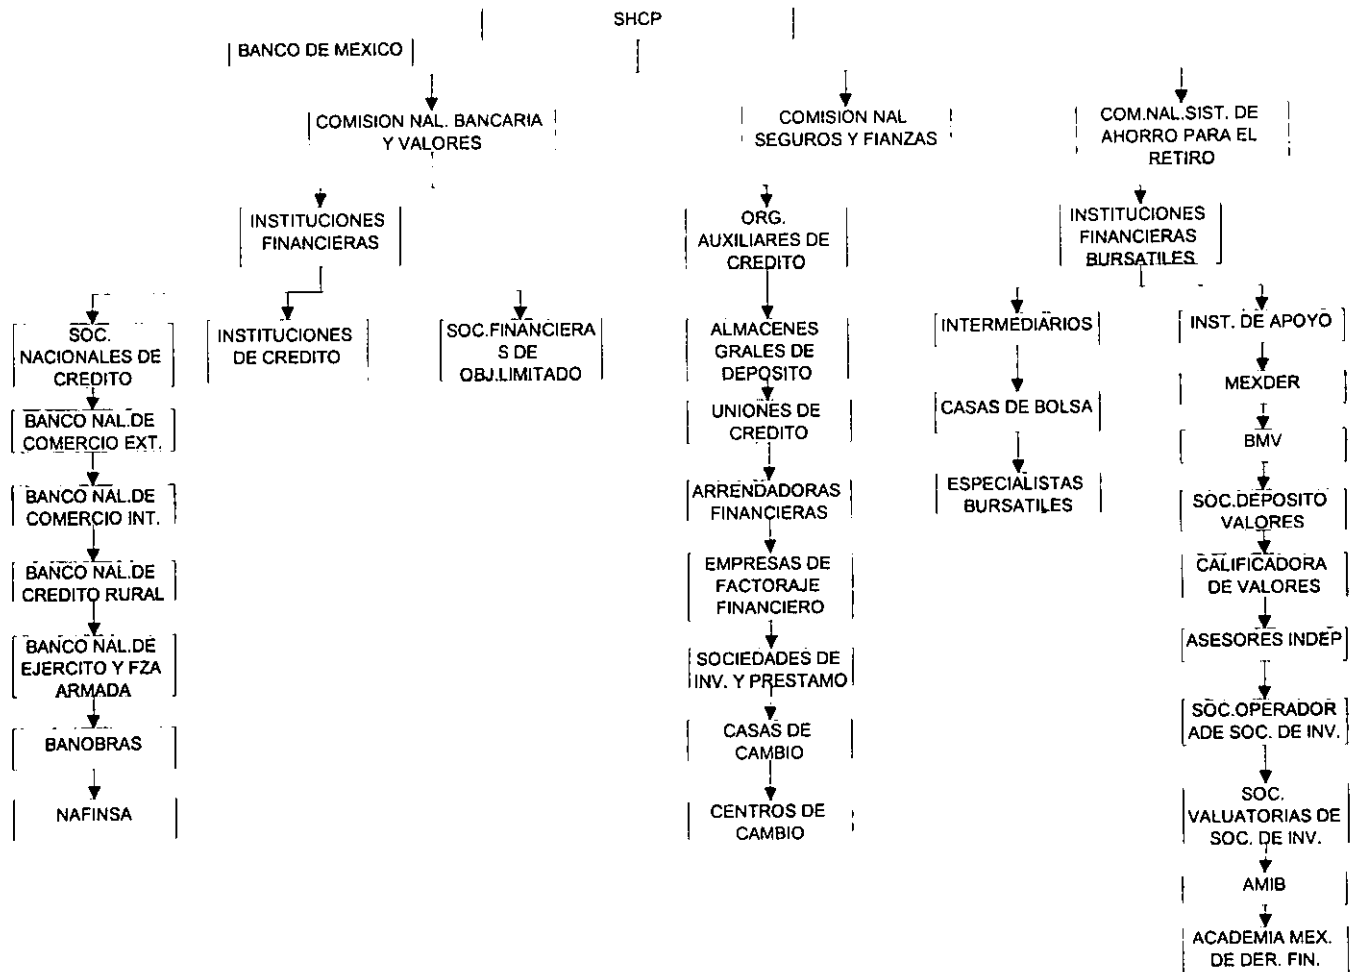 SHCP
BANCO DE MEXICO
COMISION NAL. BANCARIA
Y VALORES
COMISION NAL
SEGUROS Y FIANZAS
COM.NAL.SIST. DE
AHORRO PARA EL
RETIRO
INSTITUCIONES
FINANCIERAS
ORG.
AUXILIARES DE
CREDITO
INSTITUCIONES
FINANCIERAS
BURSATILES
SOC.
NACIONALES DE
CREDITO
INSTITUCIONES
DE CREDITO
SOC.FINANCIERA
S DE
OBJ.LIMITADO
ALMACENES
GRALES DE
DEPOSITO
INTERMEDIARIOS
INST. DE APOYO
BANCO NAL.DE
COMERCIO EXT.
BANCO NAL.DE
COMERCIO INT.
BANCO NAL.DE
CREDITO RURAL
BANCO NAL.DE
EJERCITO Y FZA
ARMADA
BANOBRAS
NAFINSA
UNIONES DE
CREDITO
ARRENDADORAS
FINANCIERAS
EMPRESAS DE
FACTORAJE
FINANCIERO
SOCIEDADES DE
INV. Y PRESTAMO
CASAS DE
CAMBIO
CENTROS DE
CAMBIO
CASAS DE BOLSA
ESPECIALISTAS
BURSATILES
MEXDER
BMV
SOC.DEPOSITO
VALORES
CALIFICADORA
DE VALORES
ASESORES INDEP
SOC.OPERADOR
ADE SOC. DE INV.
SOC.
VALUATORIAS DE
SOC. DE INV.
AMIB
ACADEMIA MEX.
DE DER. FIN.